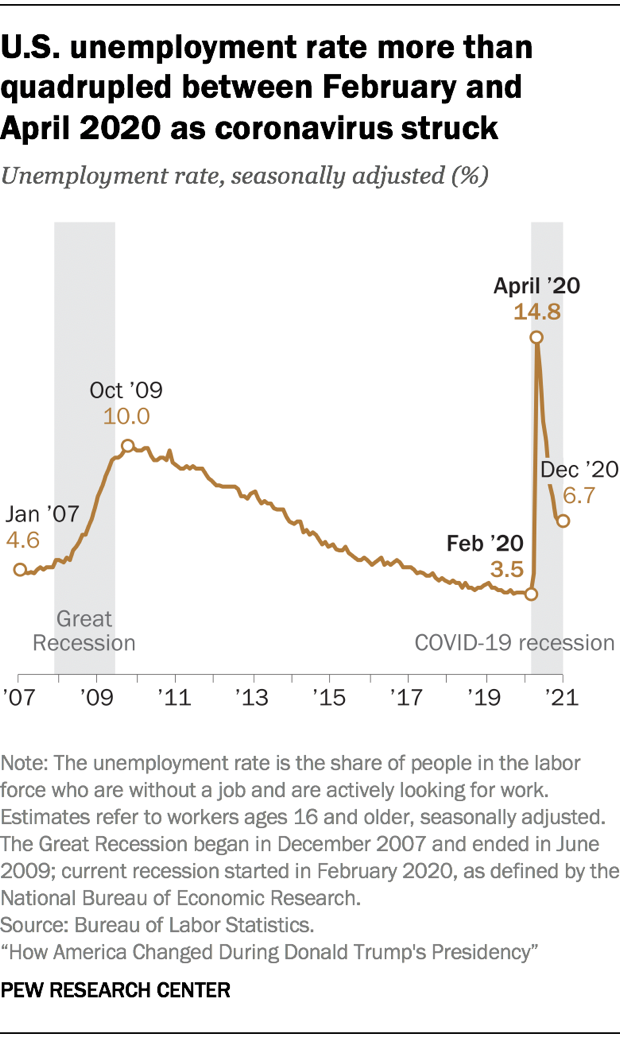 U.S. unemployment rate more than
quadrupled between February and
April 2020 as coronavirus struck
Unemployment rate, seasonally adjusted (%)
April ’20
14.8
Oct ’09
10.0
Dec ’20
6.7
Jan ’07
4.6
Feb ’20
3.5
Great
Recession
COVID-19 recession
’07 ’09 ’11 ’13 ’15 ’17 ’19 ’21
Note: The unemployment rate is the share of people in the labor
force who are without a job and are actively looking for work.
Estimates refer to workers ages 16 and older, seasonally adjusted.
The Great Recession began in December 2007 and ended in June
2009; current recession started in February 2020, as defined by the
National Bureau of Economic Research.
Source: Bureau of Labor Statistics.
“How America Changed During Donald Trump's Presidency”
PEW RESEARCH CENTER